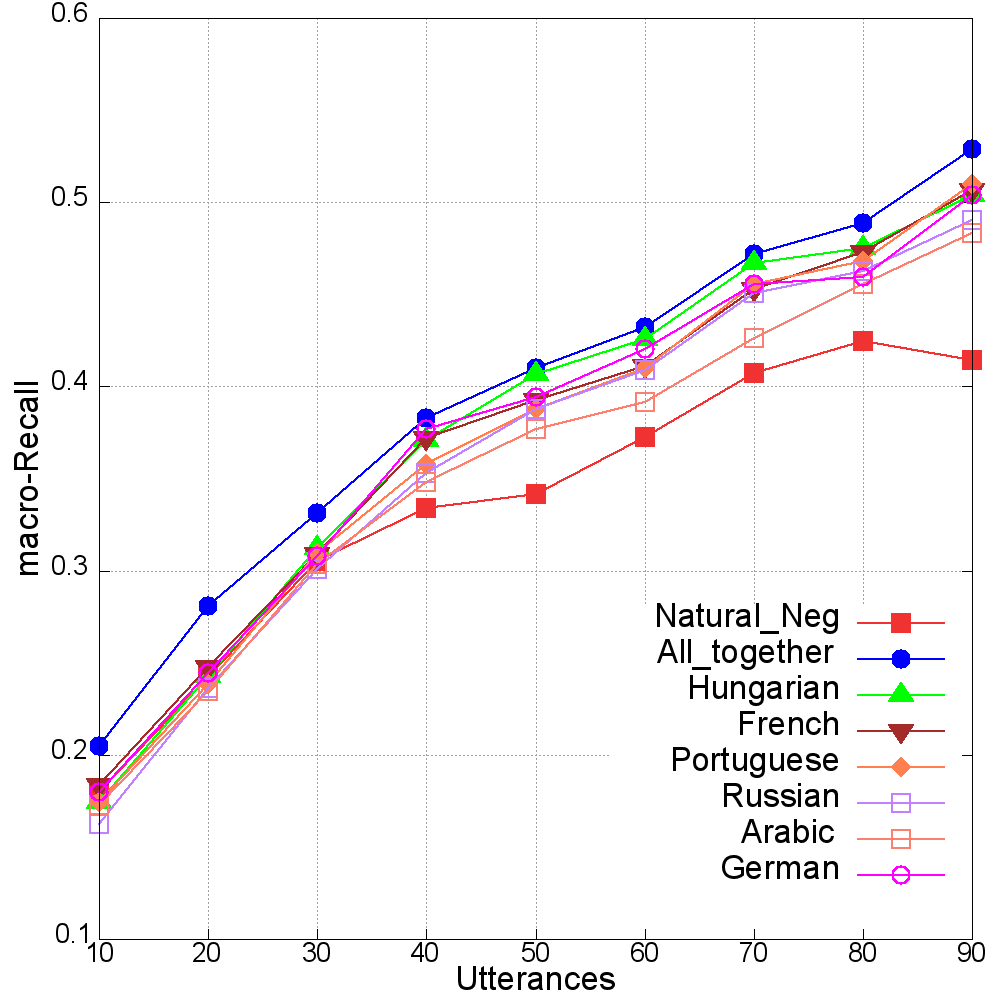 0.6
0.5
0.4
0.3
0.2
0.1
macro-Recall
Natural_Neg
All_together
Hungarian
French
Portuguese
Russian
Arabic
German
10 20 30 40 50 60 70 80 90
Utterances